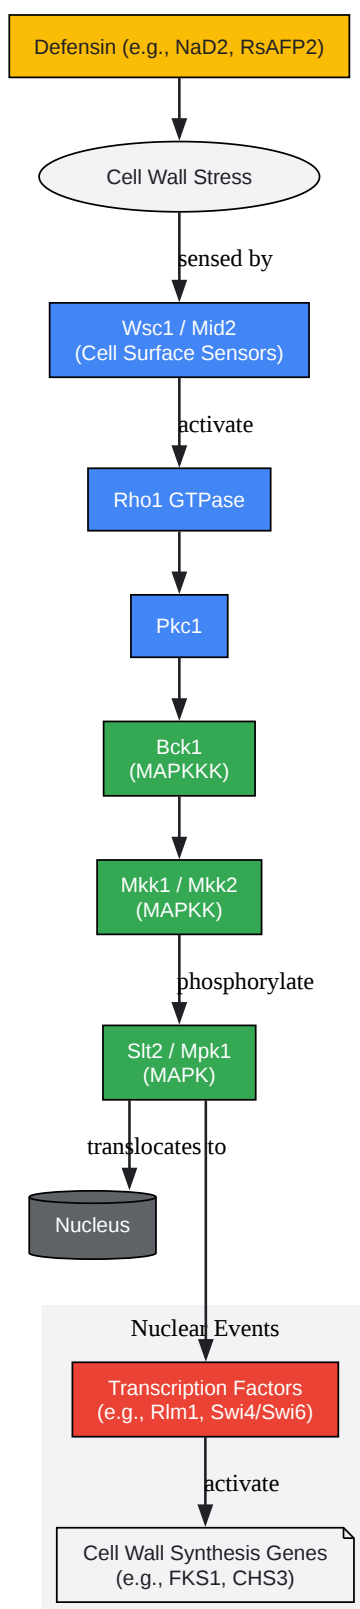 Defensin (e.g., NaD2, RsAFP2)
Cell Wall Stress
sensed by
Wsc1 / Mid2
(Cell Surface Sensors)
activate
Rho1 GTPase
Pkc1
Bck1
(MAPKKK)
Mkk1 / Mkk2
(MAPKK)
phosphorylate
Slt2 / Mpk1
(MAPK)
translocates to
Nucleus
Nuclear Events
Transcription Factors
(e.g., Rlm1, Swi4/Swi6)
activate
Cell Wall Synthesis Genes
(e.g., FKS1, CHS3)